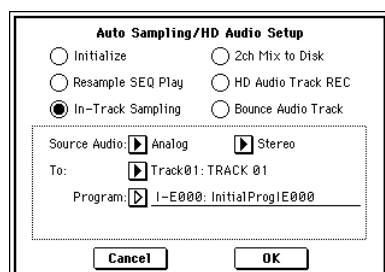 Auto Sampling/HD Audio Setup
Initialize 2ch Mix to Disk
Resample SEQ Play HD Audio Track REC
In-Track Sampling Bounce Audio Track
Source Audio: Analog Stereo
To: Track01: TRACK 01
Program: I-E000: InitialProgIE000
Cancel OK